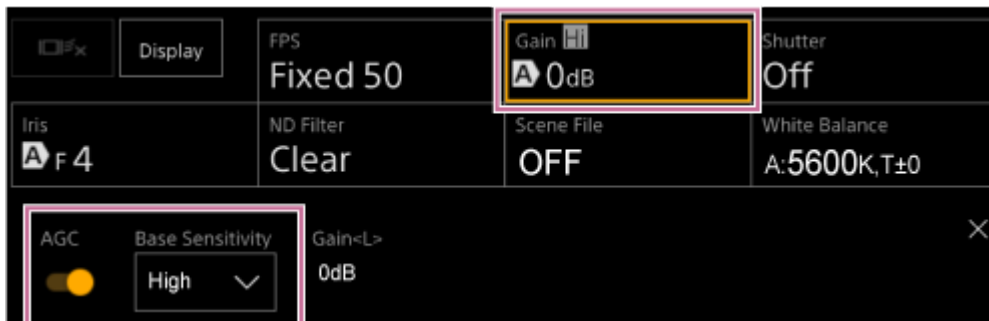 Display
FPS
Fixed 50
Gain Hi
A 0dB
Shutter
Off
Iris
A F 4
ND Filter
Clear
Scene File
OFF
White Balance
A:5600K,T±0
AGC
Base Sensitivity
High
Gain<L>
0dB